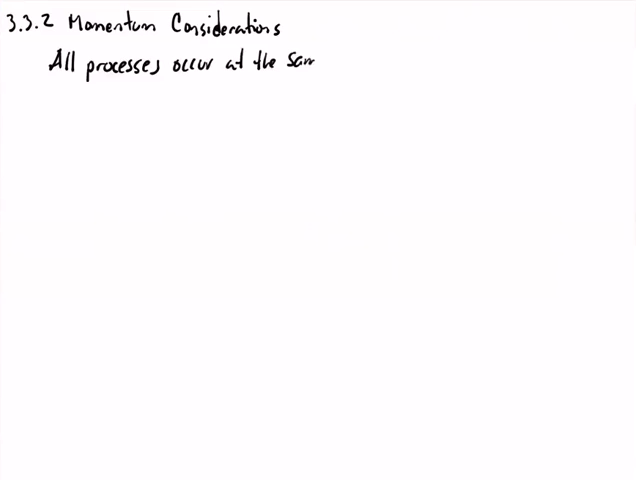 3.3.2 Momentum Considerations
All processes occur at the sam